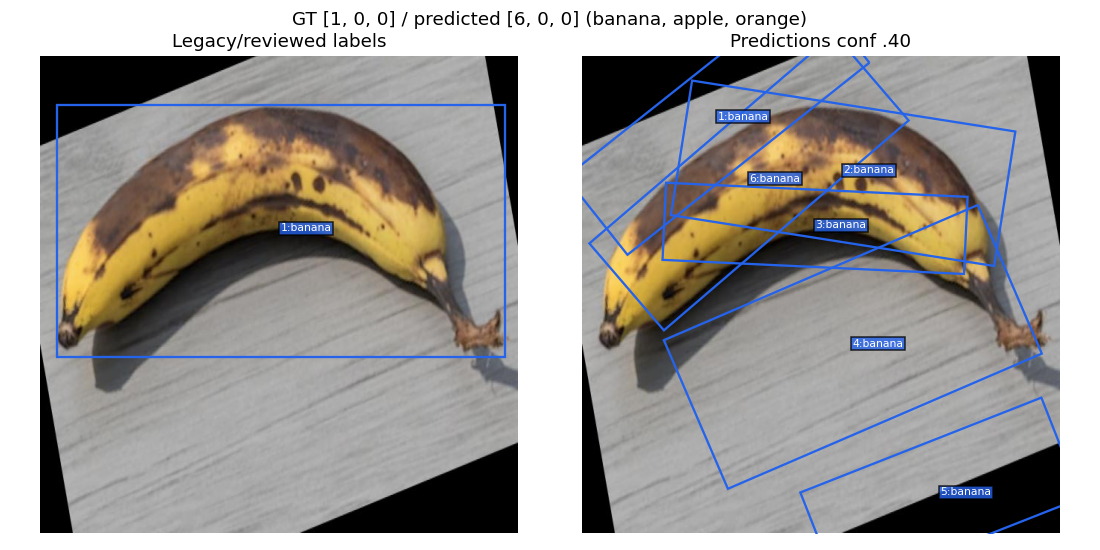 GT [1, 0, 0] / predicted [6, 0, 0] (banana, apple, orange)
Legacy/reviewed labels
1:banana
Predictions conf .40
1:banana
2:banana
6:banana
3:banana
4:banana
5:banana